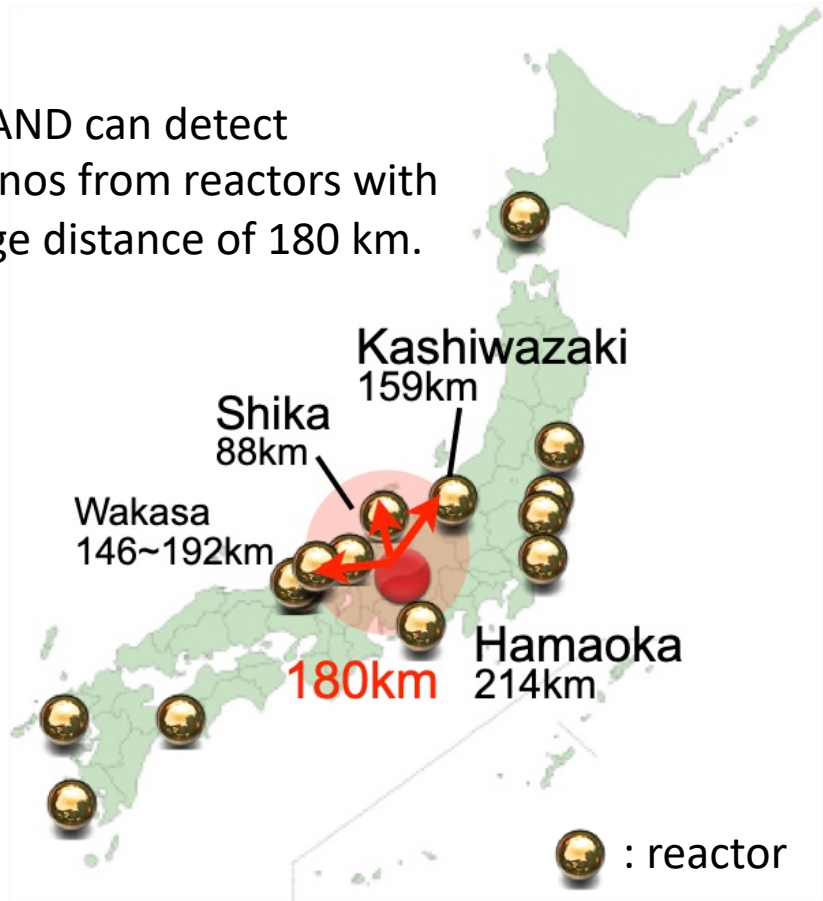 AND can detect
nos from reactors with
ge distance of 180 km.
Kashiwazaki
159km
Shika
88km
Wakasa
146~192km
Hamaoka
214km
180km
: reactor